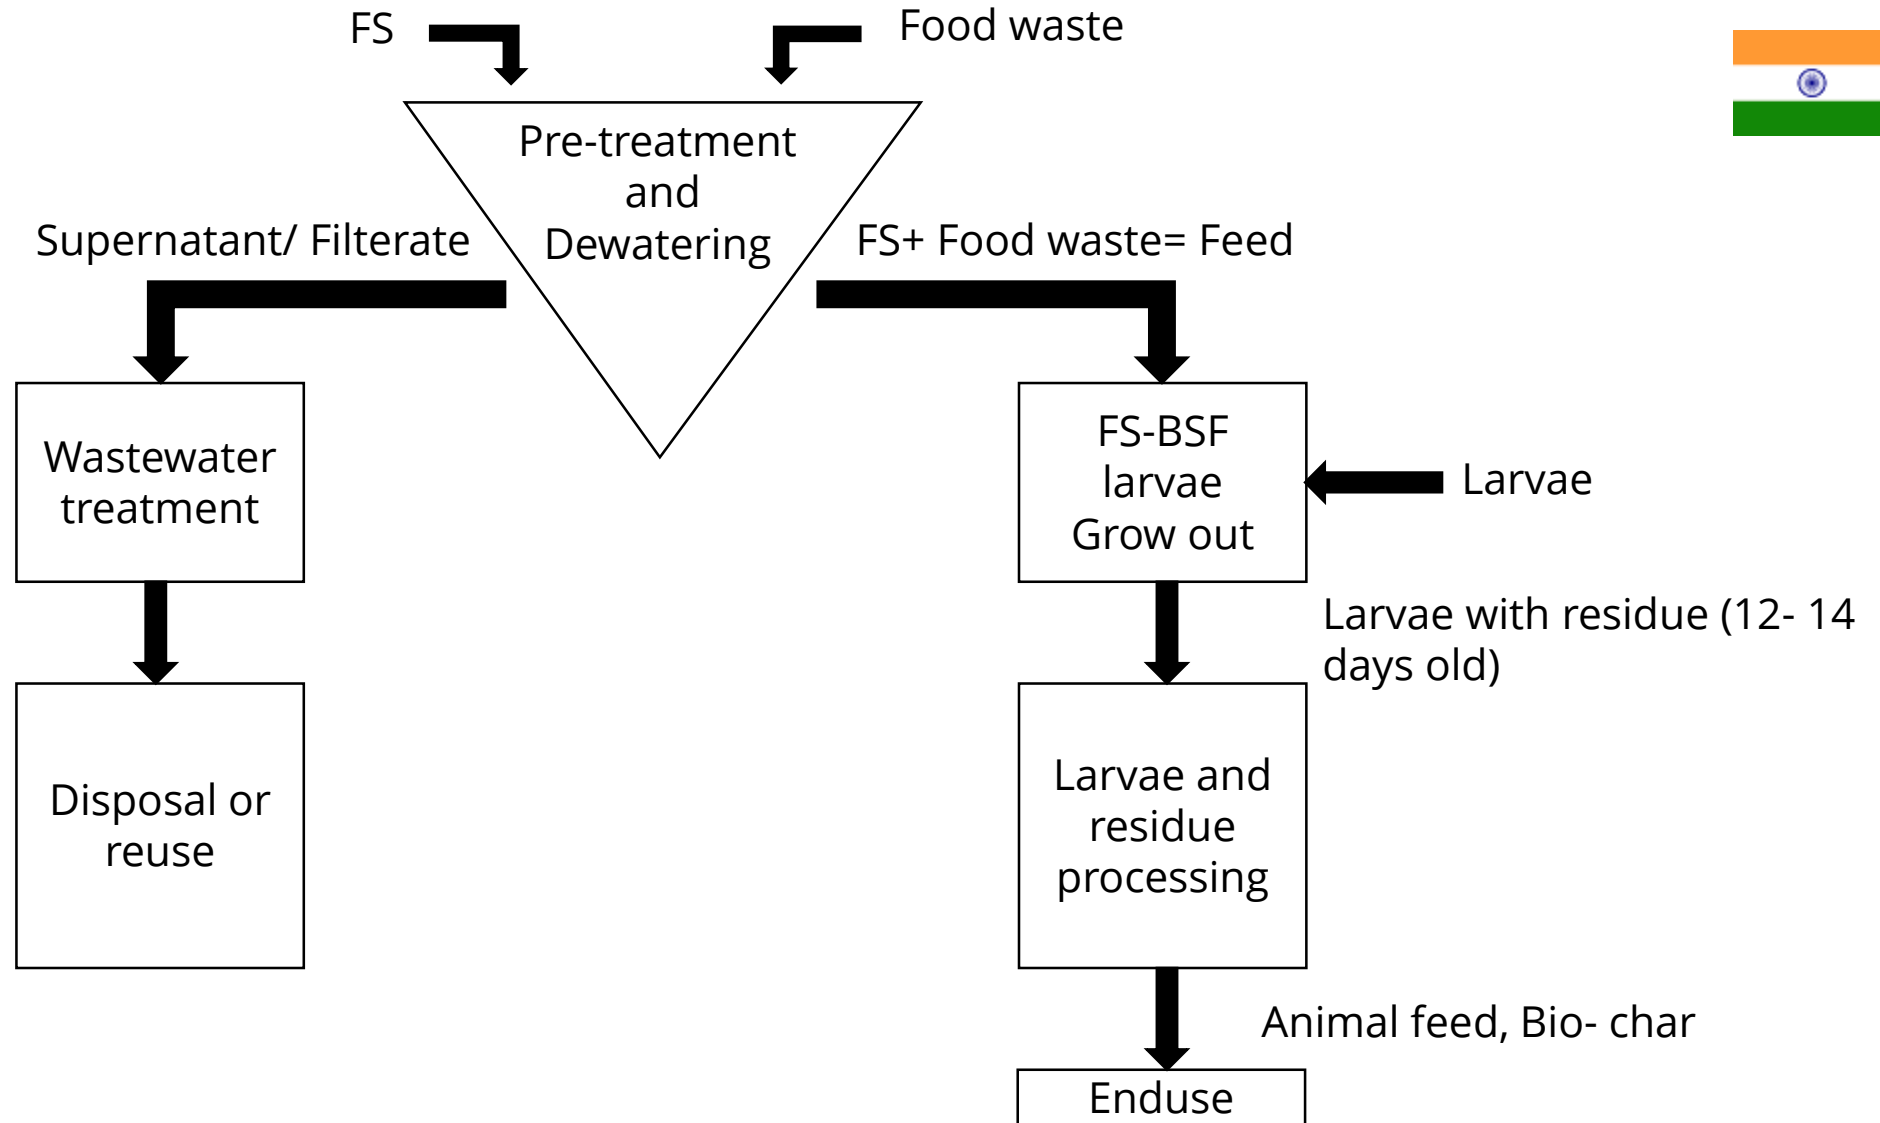 FS
Food waste
Pre-treatment
and
Dewatering
Supernatant/ Filterate
FS+ Food waste= Feed
Wastewater
treatment
FS-BSF
larvae
Grow out
Larvae
Larvae with residue (12- 14
days old)
Disposal or
reuse
Larvae and
residue
processing
Animal feed, Bio- char
Enduse